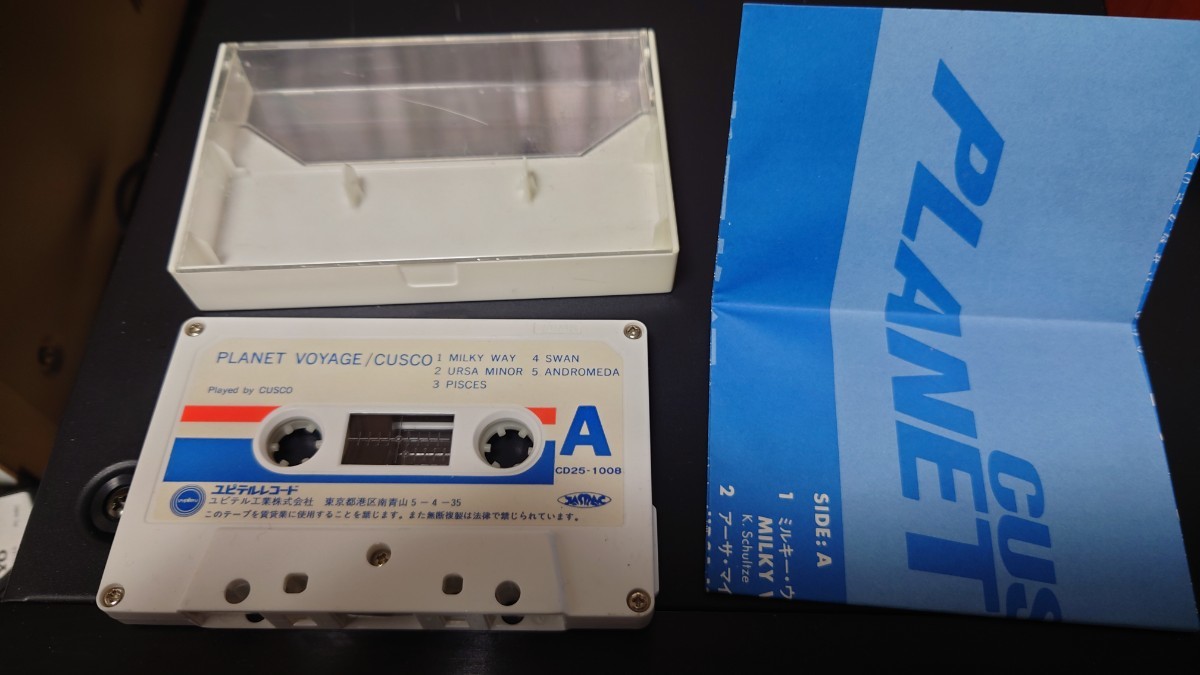 PLANET VOYAGE/CUSCO
Played by CUSCO
1 MILKY WAY 4 SWAN
2 URSA MINOR 5 ANDROMEDA
3 PISCES
A
CD25-1008
ユピテルレコード
ユピテル工業株式会社 東京都港区南青山5-4-35
JASRAC
このテープを賃貸業に使用することを禁じます。また無断複製は法律で禁じられています。
CUS
PLANET
SIDE: A
1 ミルキー・ウ
MILKY
K. Schultze
2 アーサ・マイ